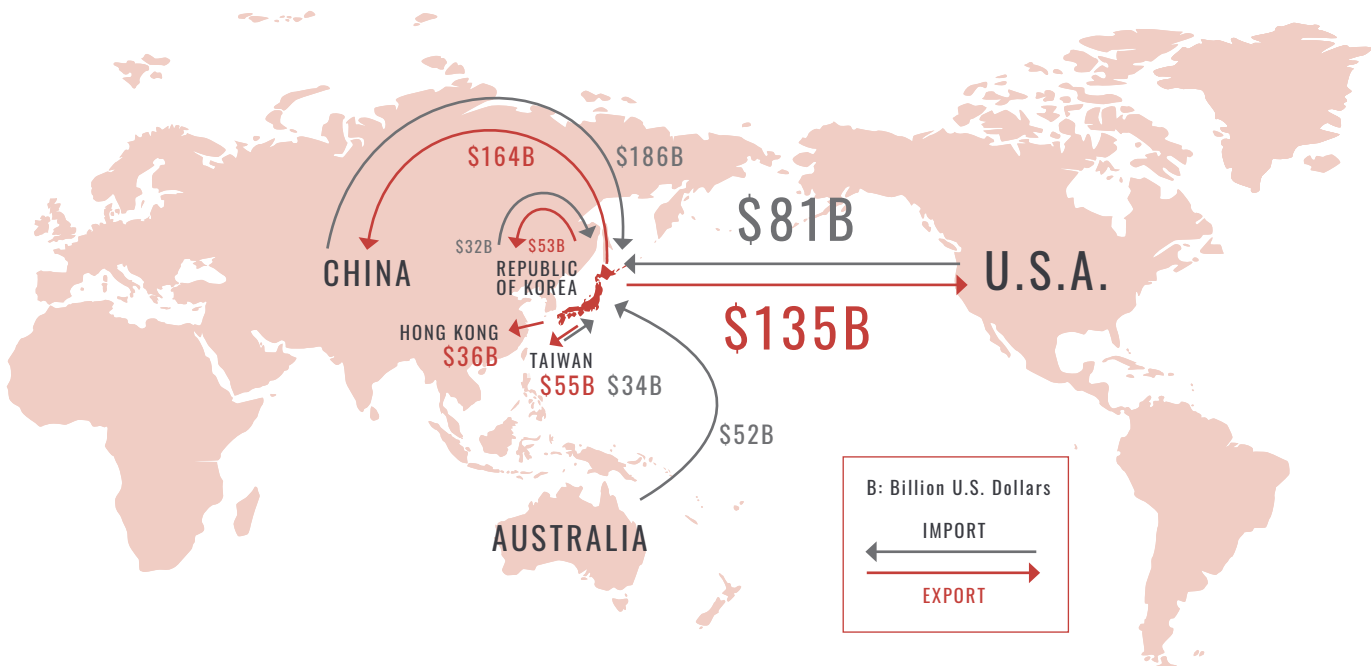 $164B
$186B
$81B
$32B
$53B
CHINA
REPUBLIC
OF KOREA
U.S.A.
$135B
HONG KONG
$36B
TAIWAN
$55B
$34B
$52B
AUSTRALIA
B: Billion U.S. Dollars
IMPORT
EXPORT